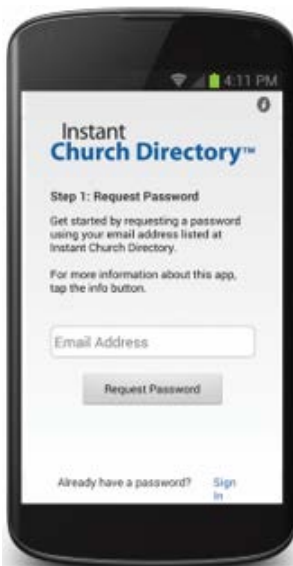 4:11 PM
Instant
Church Directory™
Step 1: Request Password
Get started by requesting a password
using your email address listed at
Instant Church Directory.
For more information about this app,
tap the info button.
Email Address
Request Password
Already have a password? Sign
In